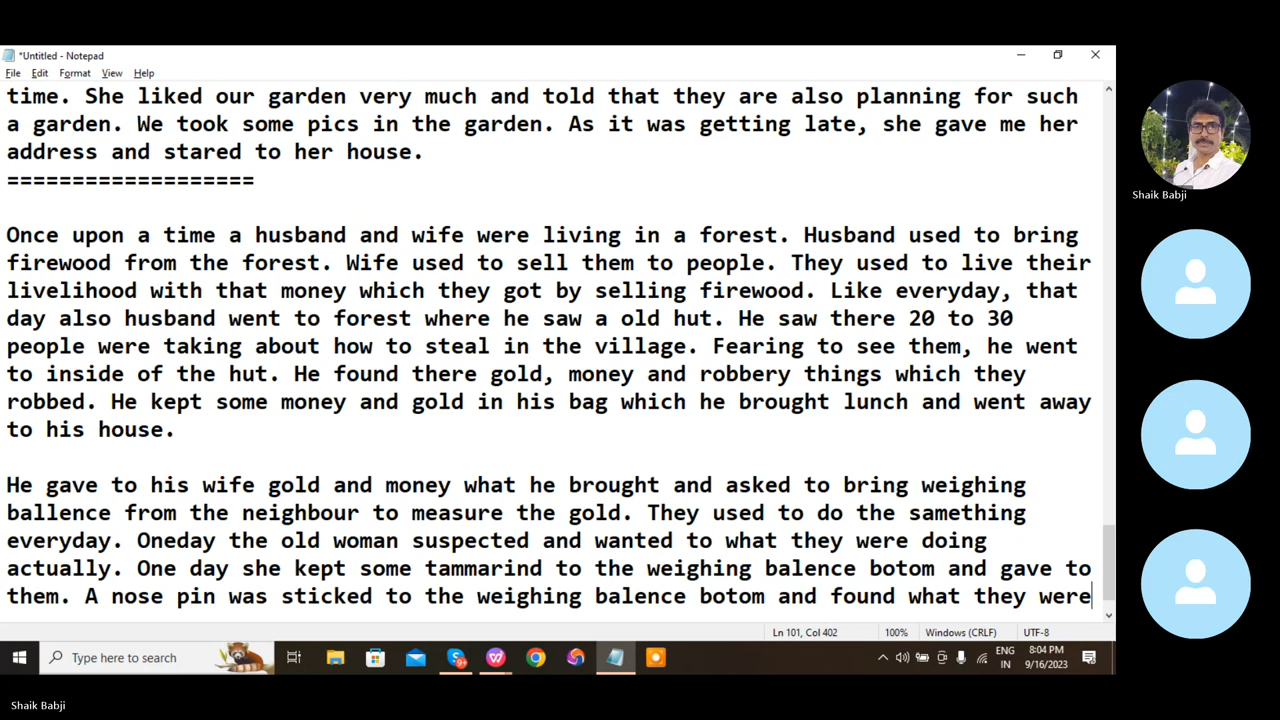 *Untitled - Notepad
File Edit Format View Help
time. She liked our garden very much and told that they are also planning for such
a garden. We took some pics in the garden. As it was getting late, she gave me her
address and stared to her house.
===================
Once upon a time a husband and wife were living in a forest. Husband used to bring
firewood from the forest. Wife used to sell them to people. They used to live their
livelihood with that money which they got by selling firewood. Like everyday, that
day also husband went to forest where he saw a old hut. He saw there 20 to 30
people were taking about how to steal in the village. Fearing to see them, he went
to inside of the hut. He found there gold, money and robbery things which they
robbed. He kept some money and gold in his bag which he brought lunch and went away
to his house.
He gave to his wife gold and money what he brought and asked to bring weighing
ballence from the neighbour to measure the gold. They used to do the samething
everyday. Oneday the old woman suspected and wanted to what they were doing
actually. One day she kept some tammarind to the weighing balence botom and gave to
them. A nose pin was sticked to the weighing balence botom and found what they were
Ln 101, Col 402 100% Windows (CRLF) UTF-8
Type here to search
ENG
IN
8:04 PM
9/16/2023
Shaik Babji
Shaik Babji